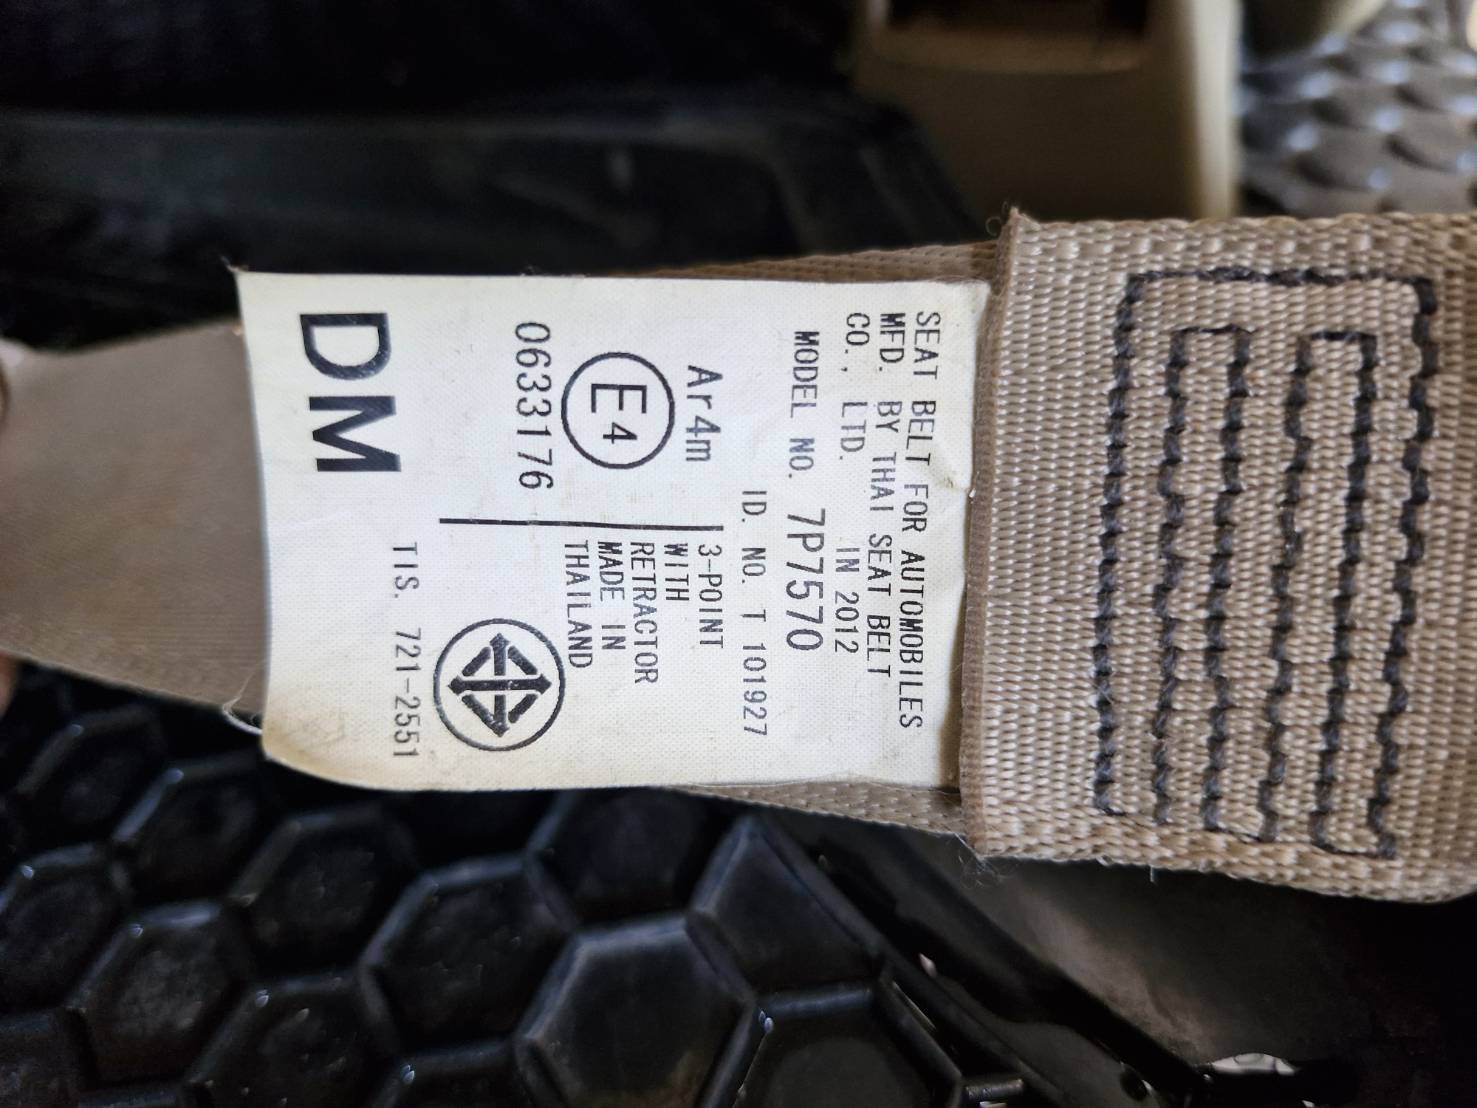 SEAT BELT FOR AUTOMOBILES
MFD. BY THAI SEAT BELT
CO., LTD. IN 2012
MODEL NO. 7P7570
ID. NO. T 101927
Ar4m
E4
0633176
3-POINT
WITH
RETRACTOR
MADE IN
THAILAND
TIS. 721-2551
DM